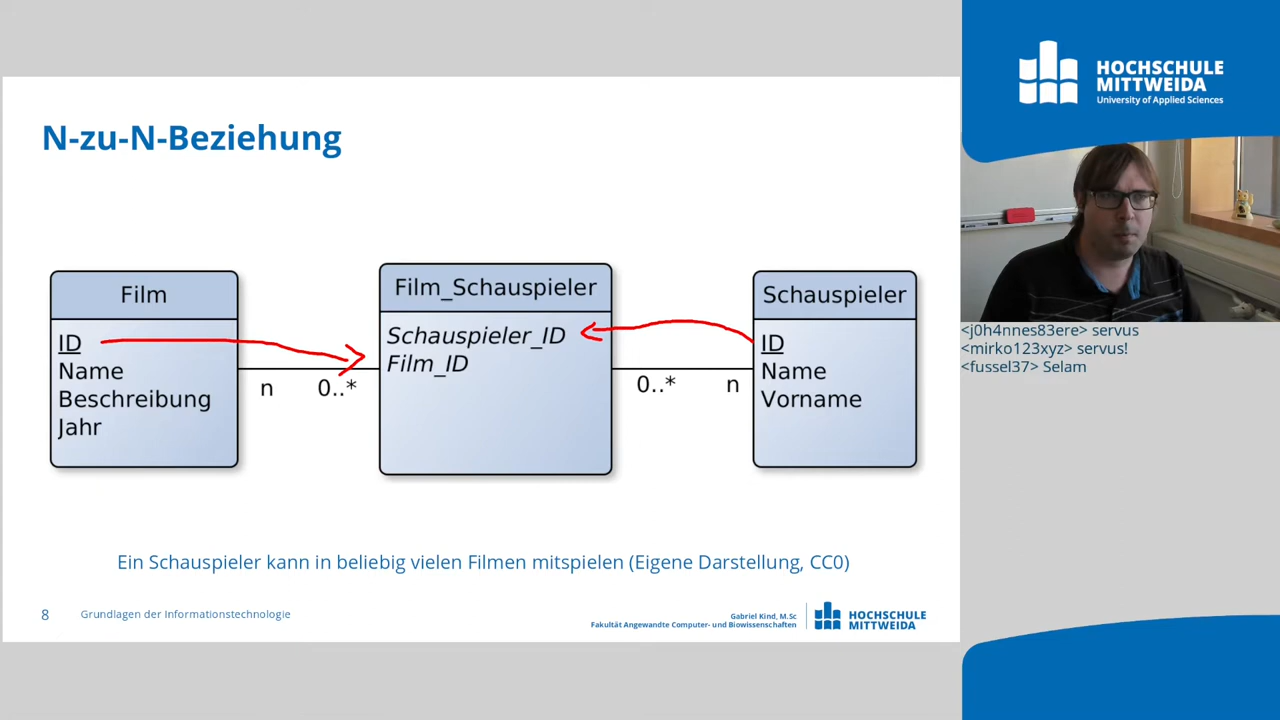 N-zu-N-Beziehung
Film
ID
Name
Beschreibung
Jahr
n
0..*
Film_Schauspieler
Schauspieler_ID
Film_ID
0..*
n
Schauspieler
ID
Name
Vorname
Ein Schauspieler kann in beliebig vielen Filmen mitspielen (Eigene Darstellung, CC0)
8
Grundlagen der Informationstechnologie
Gabriel Kind, M.Sc
Fakultät Angewandte Computer- und Biowissenschaften
HOCHSCHULE
MITTWEIDA
HOCHSCHULE
MITTWEIDA
University of Applied Sciences
<j0h4nnes83ere> servus
<mirko123xyz> servus!
<fussel37> Selam